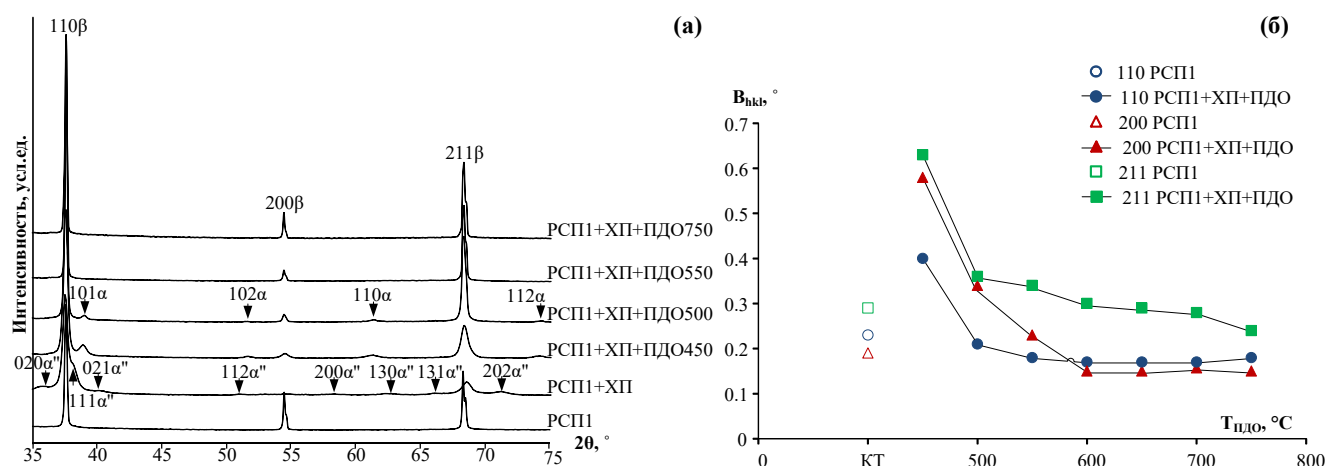 110β
(а)
211β
200β
РСП1+ХП+ПДО750
РСП1+ХП+ПДО550
101α
102α
110α
112α
РСП1+ХП+ПДО500
РСП1+ХП+ПДО450
020α"
021α"
111α"
112α"
200α"
130α"
131α"
202α"
РСП1+ХП
РСП1
Интенсивность, усл.ед.
35 40 45 50 55 60 65 70 75
2θ, °
(б)
110 РСП1
110 РСП1+ХП+ПДО
200 РСП1
200 РСП1+ХП+ПДО
211 РСП1
211 РСП1+ХП+ПДО
Bhkl, °
0.7
0.6
0.5
0.4
0.3
0.2
0.1
0
0 КТ 500 600 700 800
TПДО, °C